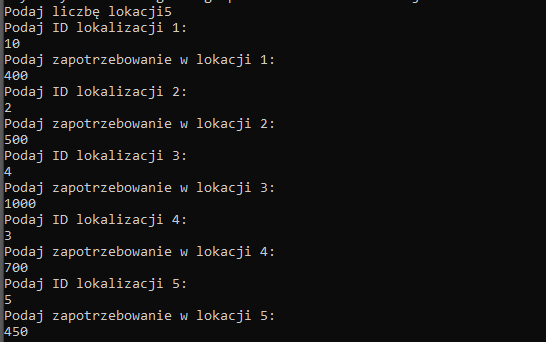 Podaj liczbę lokacji5
Podaj ID lokalizacji 1:
10
Podaj zapotrzebowanie w lokacji 1:
400
Podaj ID lokalizacji 2:
2
Podaj zapotrzebowanie w lokacji 2:
500
Podaj ID lokalizacji 3:
4
Podaj zapotrzebowanie w lokacji 3:
1000
Podaj ID lokalizacji 4:
3
Podaj zapotrzebowanie w lokacji 4:
700
Podaj ID lokalizacji 5:
5
Podaj zapotrzebowanie w lokacji 5:
450